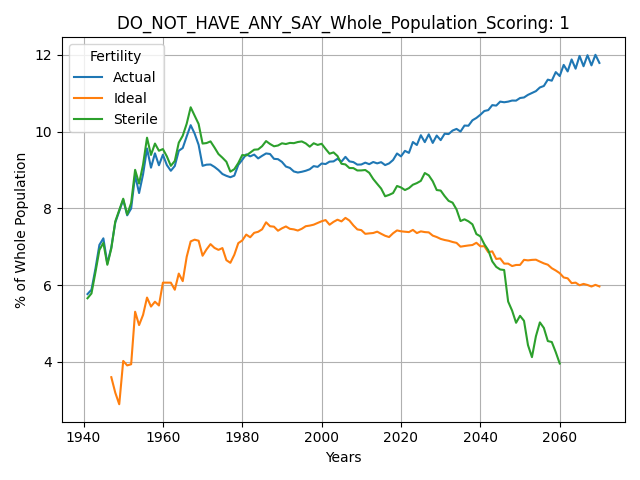 DO_NOT_HAVE_ANY_SAY_Whole_Population_Scoring: 1
Fertility
Actual
Ideal
Sterile
% of Whole Population
12
10
8
6
4
1940 1960 1980 2000 2020 2040 2060
Years